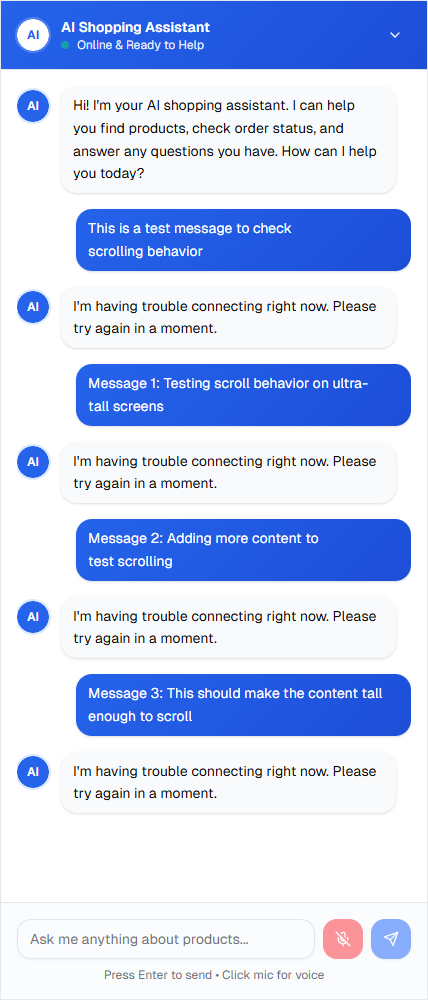 AI
AI Shopping Assistant
Online & Ready to Help
AI
Hi! I'm your AI shopping assistant. I can help
you find products, check order status, and
answer any questions you have. How can I help
you today?
This is a test message to check
scrolling behavior
AI
I'm having trouble connecting right now. Please
try again in a moment.
Message 1: Testing scroll behavior on ultra-
tall screens
AI
I'm having trouble connecting right now. Please
try again in a moment.
Message 2: Adding more content to
test scrolling
AI
I'm having trouble connecting right now. Please
try again in a moment.
Message 3: This should make the content tall
enough to scroll
AI
I'm having trouble connecting right now. Please
try again in a moment.
Ask me anything about products...
Press Enter to send • Click mic for voice